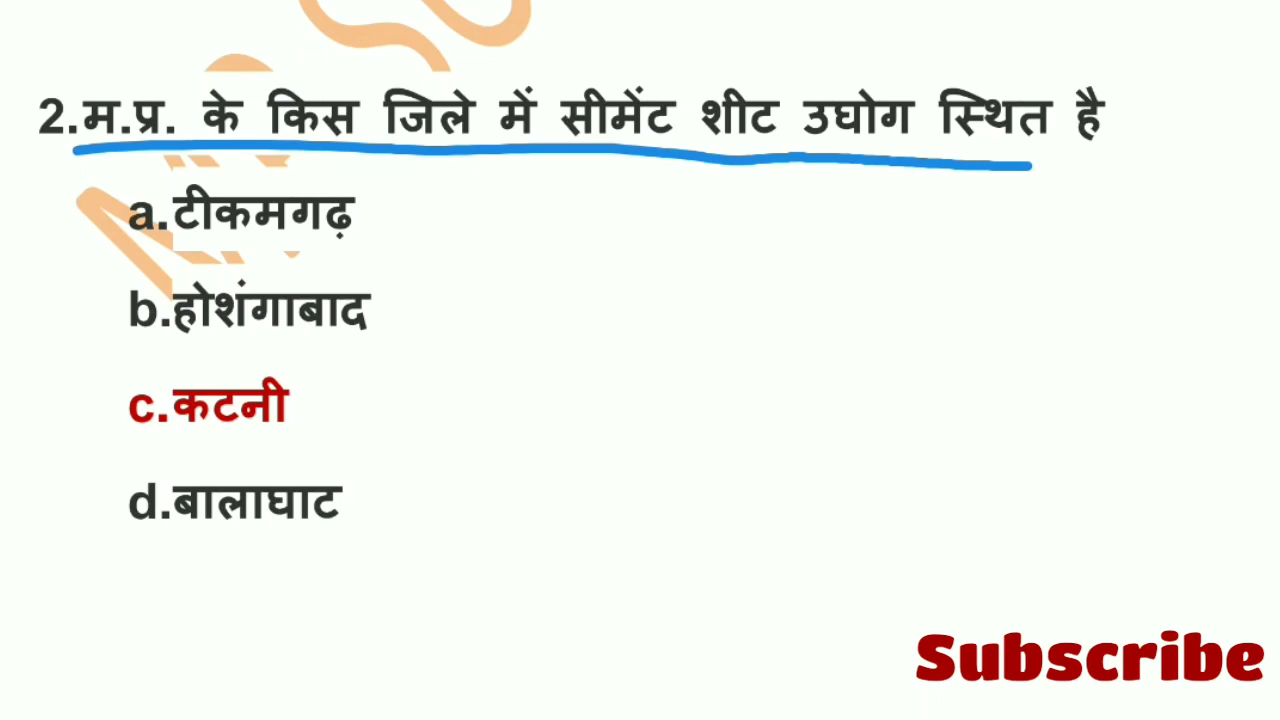 2.म.प्र. के किस जिले में सीमेंट शीट उघोग स्थित है
a.टीकमगढ़
b.होशंगाबाद
c.कटनी
d.बालाघाट
Subscribe